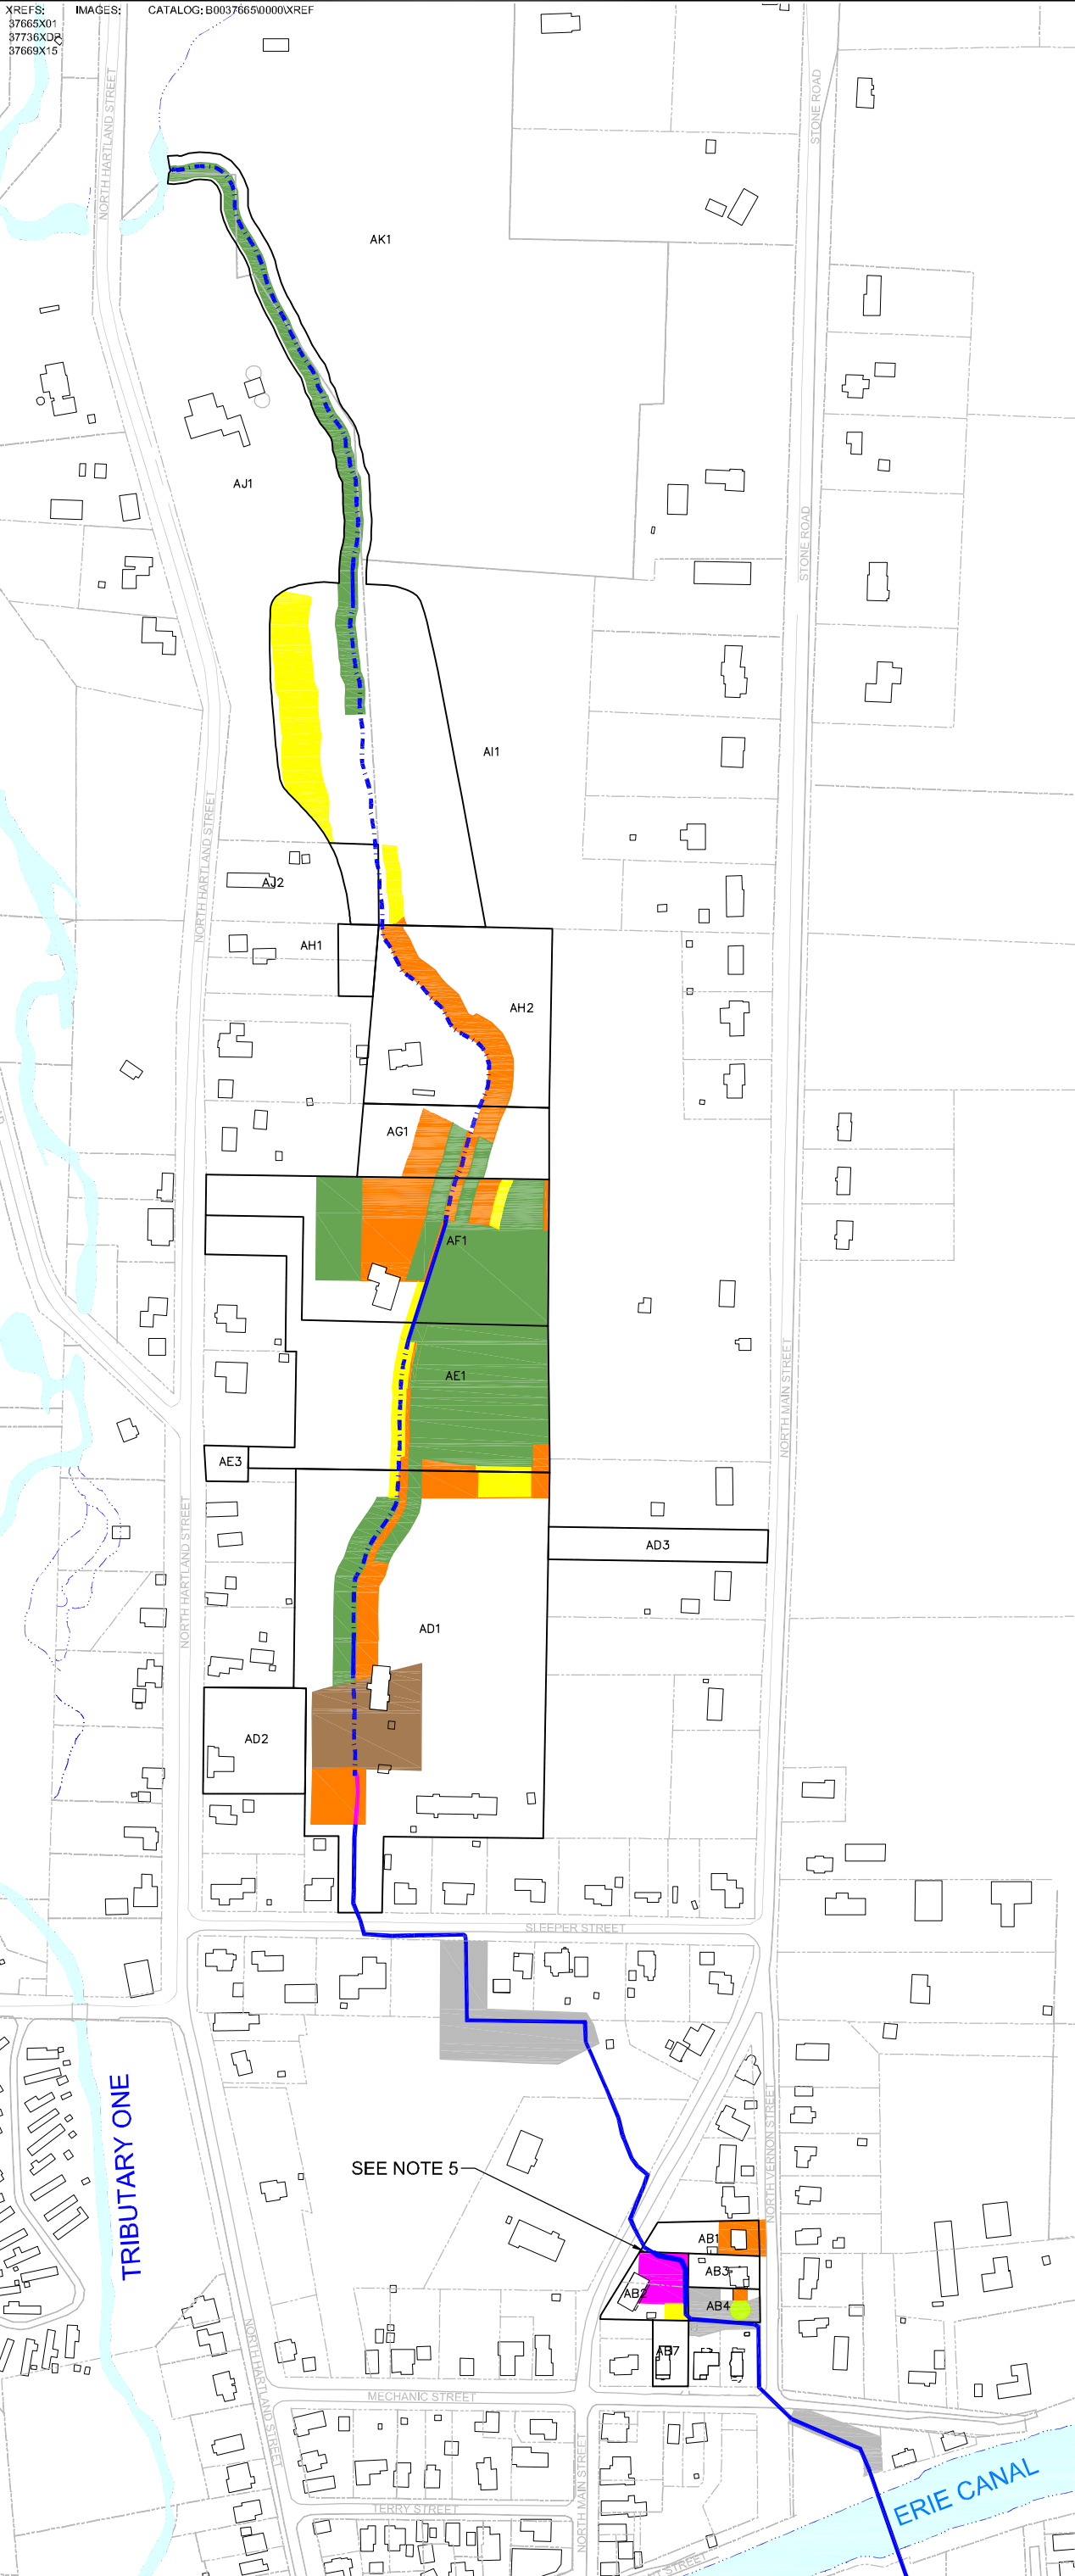 XREFS: IMAGES: CATALOG: B0037665\0000\XREF
37665X01
37736XDP
37669X15
NORTH HARTLAND STREET
STONE ROAD
AK1
AJ1
STONE ROAD
AI1
NORTH HARTLAND STREET
AJ2
AH1
AH2
AG1
AF1
AE1
NORTH MAIN STREET
AE3
NORTH HARTLAND STREET
AD3
AD1
AD2
SLEEPER STREET
TRIBUTARY ONE
NORTH VERNON STREET
SEE NOTE 5
AB1
AB3
AB2
AB4
AB7
NORTH HARTLAND STREET
MECHANIC STREET
NORTH MAIN STREET
TERRY STREET
ERIE CANAL
STREET